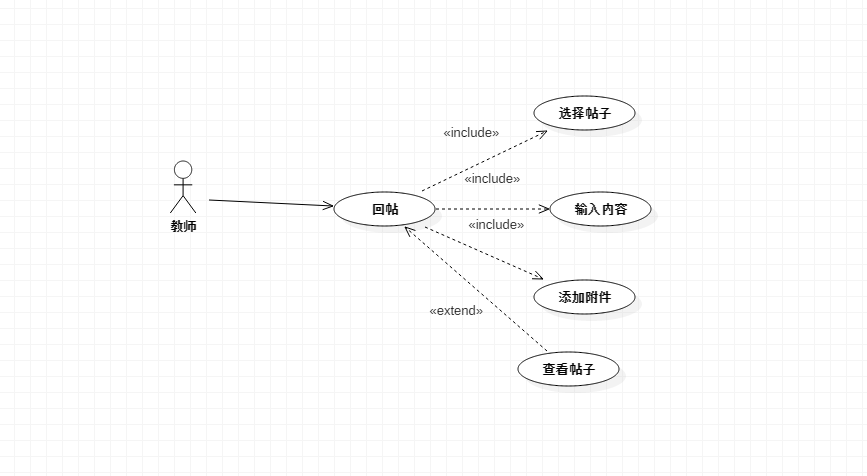 选择帖子
«include»
«include»
回帖
输入内容
教师
«include»
添加附件
«extend»
查看帖子